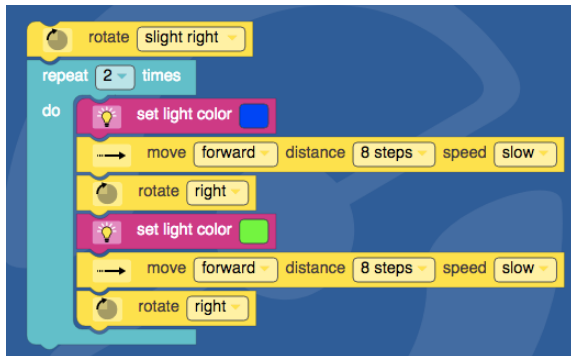 rotate slight right
repeat 2 times
do set light color
move forward distance 8 steps speed slow
rotate right
set light color
move forward distance 8 steps speed slow
rotate right